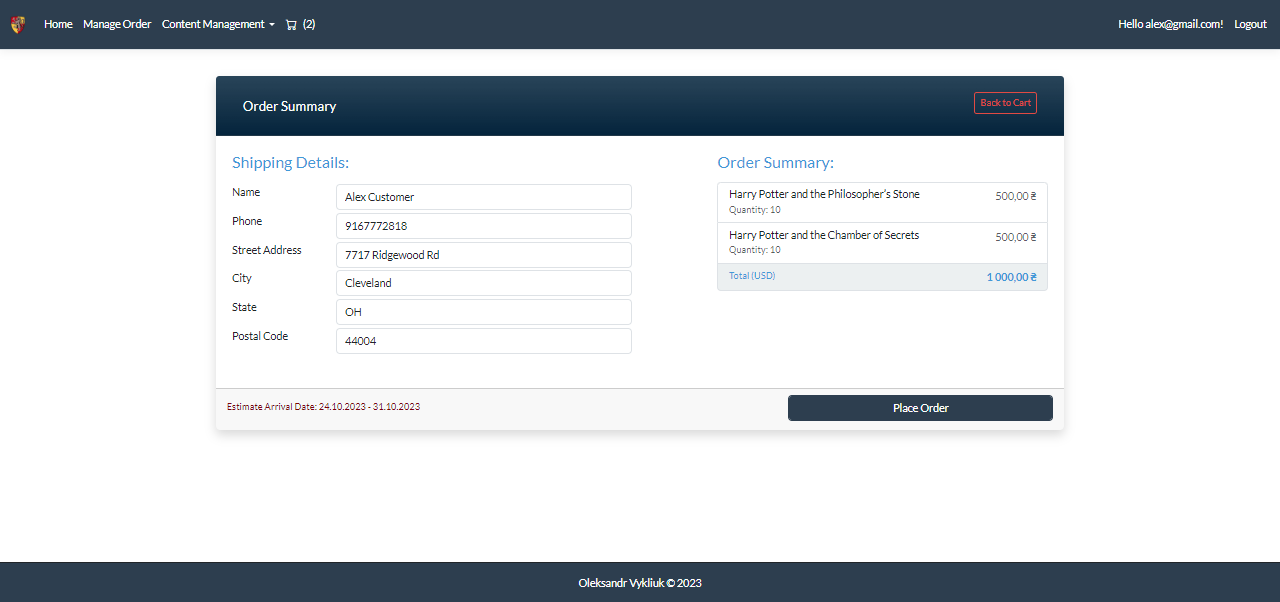 Home Manage Order Content Management (2) Hello alex@gmail.com! Logout
Order Summary Back to Cart
Shipping Details:
Name Alex Customer
Phone 9167772818
Street Address 7717 Ridgewood Rd
City Cleveland
State OH
Postal Code 44004
Order Summary:
Harry Potter and the Philosopher's Stone 500,00 ₴
Quantity: 10
Harry Potter and the Chamber of Secrets 500,00 ₴
Quantity: 10
Total (USD) 1 000,00 ₴
Estimate Arrival Date: 24.10.2023 - 31.10.2023
Place Order
Oleksandr Vykliuk © 2023